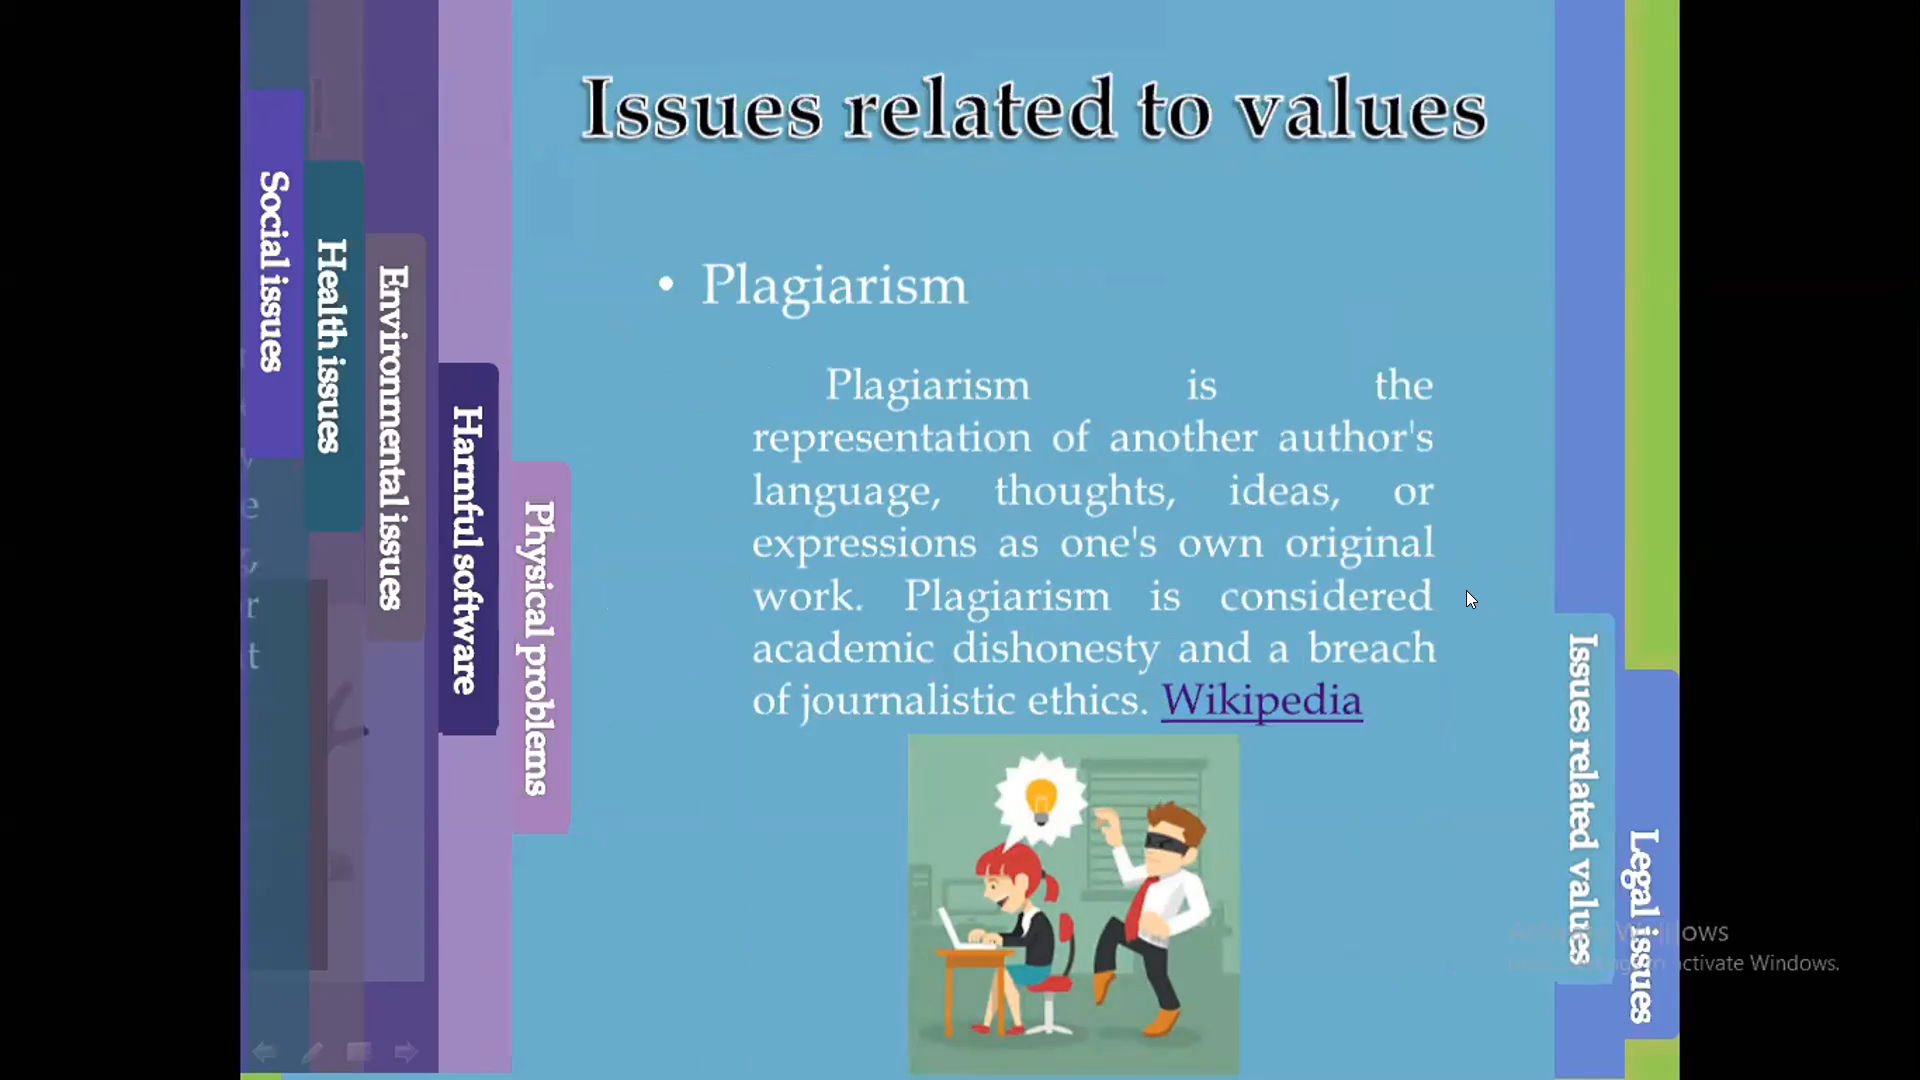 Issues related to values
• Plagiarism
Plagiarism is the
representation of another author's
language, thoughts, ideas, or
expressions as one's own original
work. Plagiarism is considered
academic dishonesty and a breach
of journalistic ethics. Wikipedia
Social issues
Health issues
Environmental issues
Harmful software
Physical problems
Issues related values
Legal issues
activate Windows.